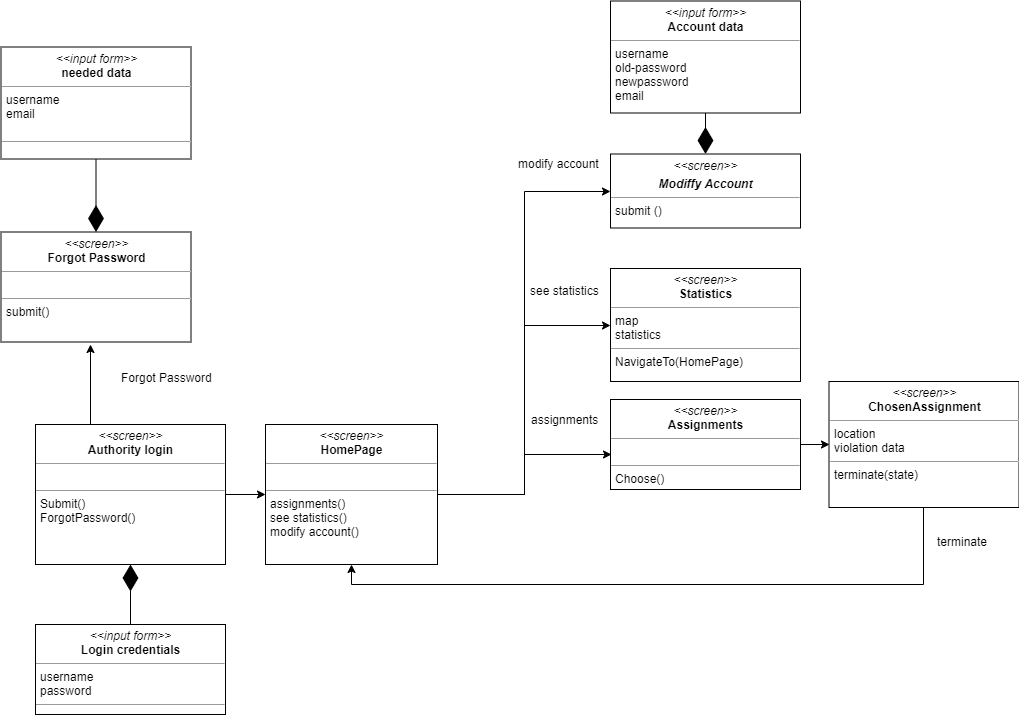 <<input form>>
Account data
username
old-password
newpassword
email
<<input form>>
needed data
username
email
modify account
<<screen>>
Modiffy Account
submit ()
<<screen>>
Forgot Password
submit()
see statistics
<<screen>>
Statistics
map
statistics
NavigateTo(HomePage)
Forgot Password
assignments
<<screen>>
Assignments
Choose()
<<screen>>
ChosenAssignment
location
violation data
terminate(state)
<<screen>>
Authority login
Submit()
ForgotPassword()
<<screen>>
HomePage
assignments()
see statistics()
modify account()
terminate
<<input form>>
Login credentials
username
password